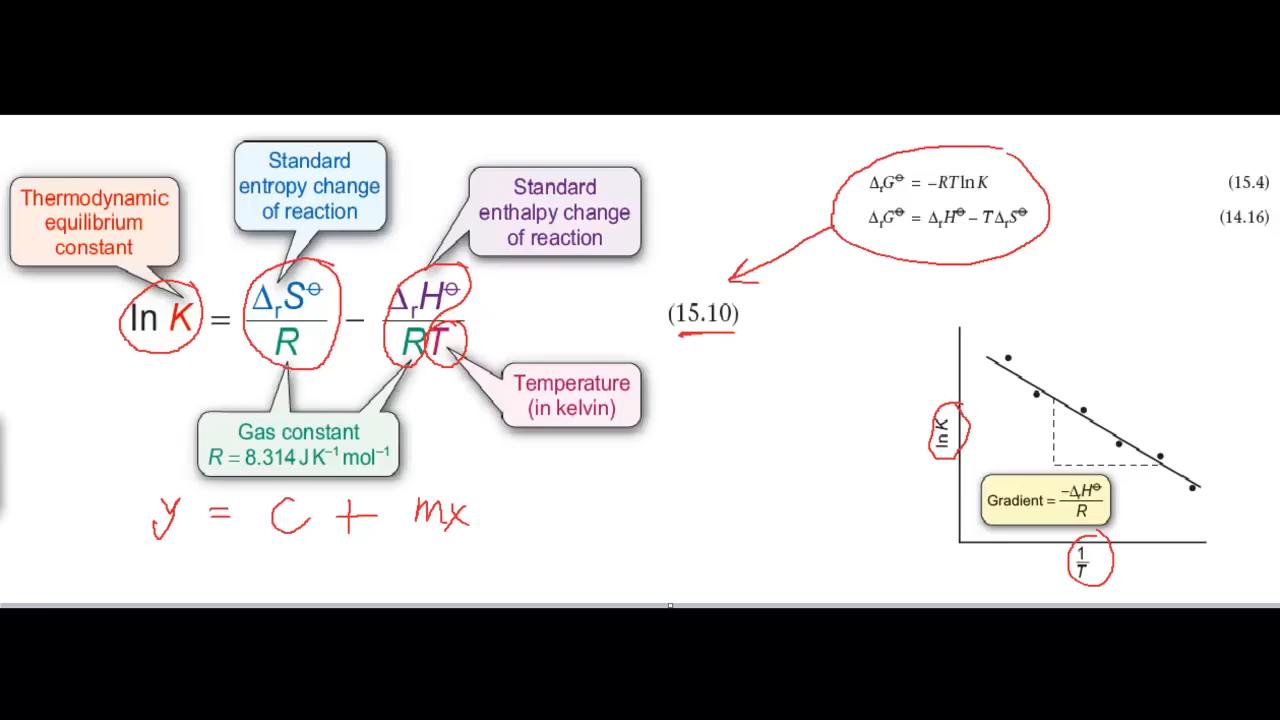 Thermodynamic
equilibrium
constant
Standard
entropy change
of reaction
Standard
enthalpy change
of reaction
ln K = ΔrS⦵/R − ΔrH⦵/RT
(15.10)
Gas constant
R = 8.314 J K⁻¹ mol⁻¹
Temperature
(in kelvin)
y = C + mx
ΔrG⦵ = −RT ln K (15.4)
ΔrG⦵ = ΔrH⦵ − TΔrS⦵ (14.16)
ln K
Gradient = −ΔrH⦵/R
1/T